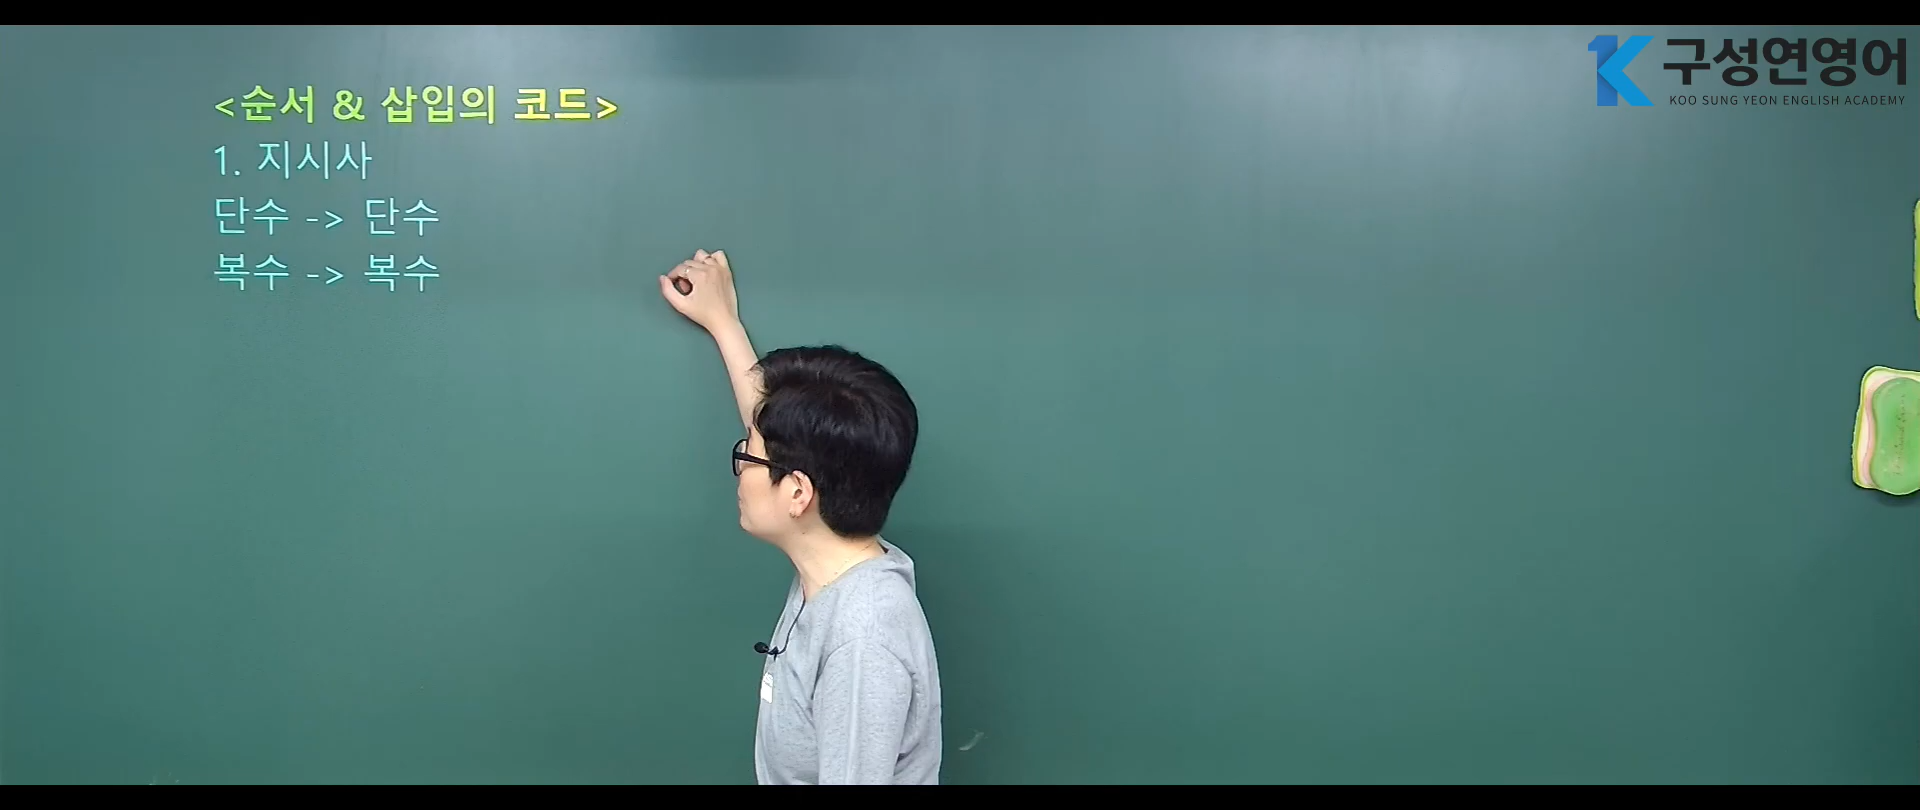 <순서 & 삽입의 코드>
1. 지시사
단수 -> 단수
복수 -> 복수
구성연영어
KOO SUNG YEON ENGLISH ACADEMY